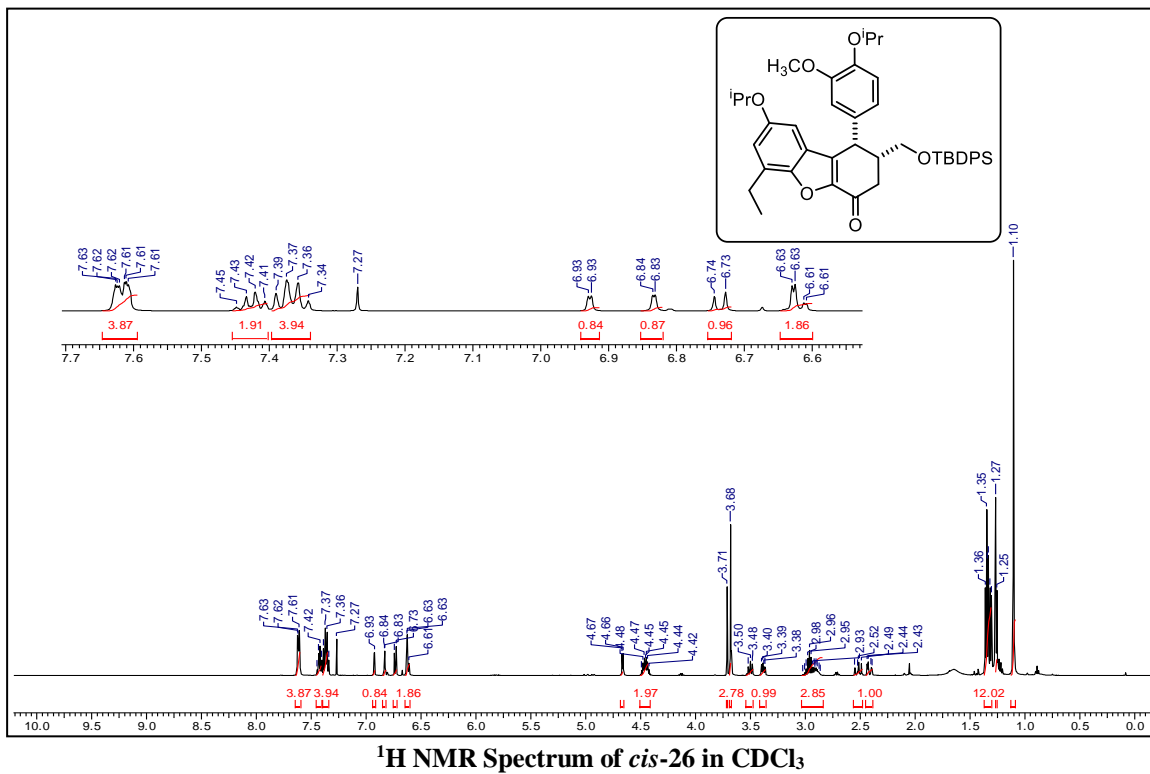 OⁱPr
H₃CO
ⁱPrO
OTBDPS
O
O
7.63 7.62 7.62 7.61 7.61 7.61 7.45 7.43 7.42 7.41 7.39 7.37 7.36 7.34 7.27 6.93 6.93 6.84 6.83 6.74 6.73 6.63 6.63 6.61 6.61
3.87 1.91 3.94 0.84 0.87 0.96 1.86
7.7 7.6 7.5 7.4 7.3 7.2 7.1 7.0 6.9 6.8 6.7 6.6
7.63 7.62 7.61 7.42 7.37 7.36 7.27 6.93 6.84 6.83 6.73 6.61 6.63 6.63 4.67 4.66 4.48 4.47 4.45 4.45 4.44 4.42 3.71 3.68 3.50 3.48 3.40 3.39 3.38 2.98 2.96 2.95 2.93 2.52 2.49 2.44 2.43 1.36 1.35 1.27 1.25 1.10
3.87 3.94 0.84 1.86 1.97 2.78 0.99 2.85 1.00 12.02
10.0 9.5 9.0 8.5 8.0 7.5 7.0 6.5 6.0 5.5 5.0 4.5 4.0 3.5 3.0 2.5 2.0 1.5 1.0 0.5 0.0
¹H NMR Spectrum of cis-26 in CDCl₃